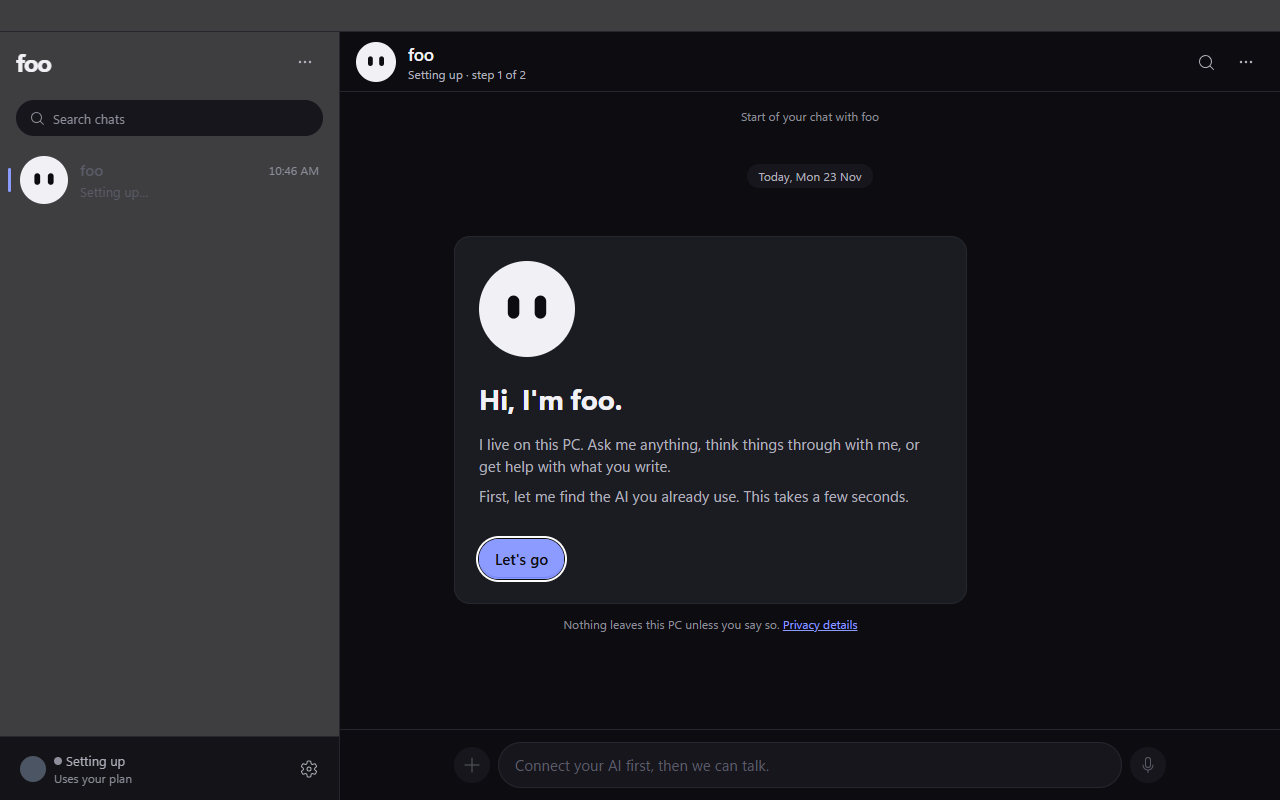 foo
Search chats
foo
10:46 AM
Setting up...
Setting up
Uses your plan
foo
Setting up · step 1 of 2
Start of your chat with foo
Today, Mon 23 Nov
Hi, I'm foo.
I live on this PC. Ask me anything, think things through with me, or
get help with what you write.
First, let me find the AI you already use. This takes a few seconds.
Let's go
Nothing leaves this PC unless you say so. Privacy details
Connect your AI first, then we can talk.